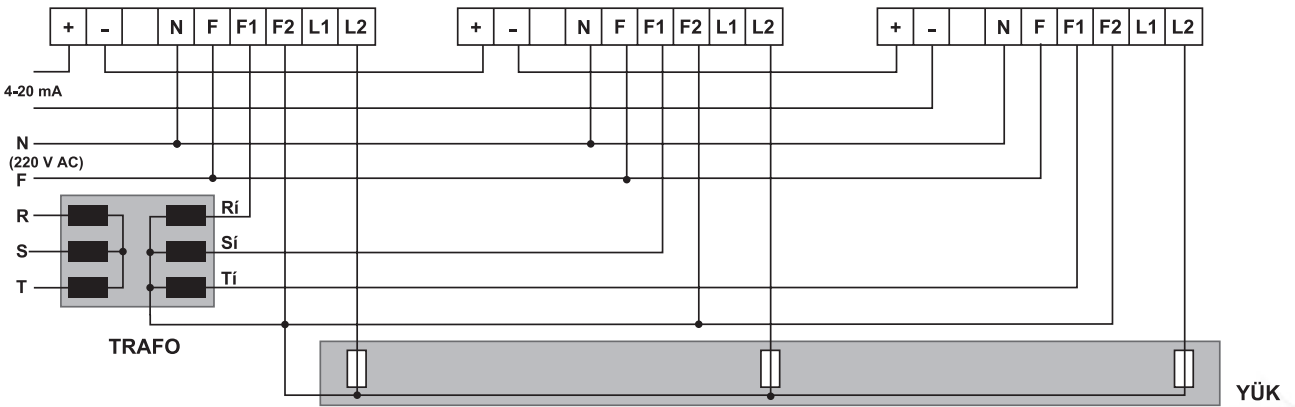 + - N F F1 F2 L1 L2 + - N F F1 F2 L1 L2 + - N F F1 F2 L1 L2
4-20 mA
N
(220 V AC)
F
R Rí
S Sí
T Tí
TRAFO
YÜK